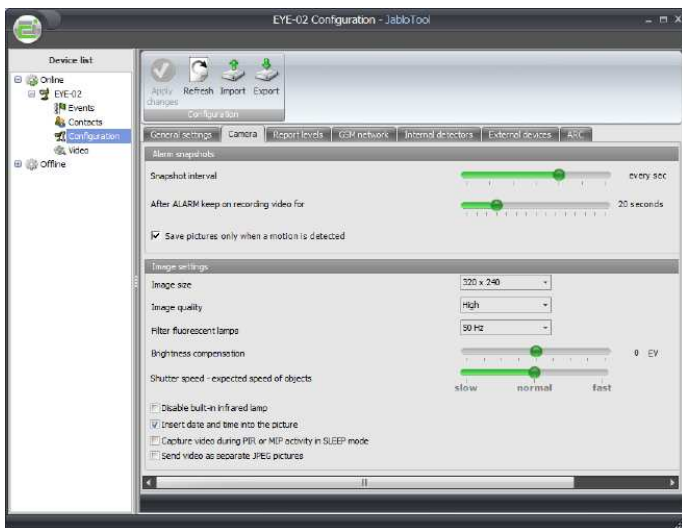 EYE-02 Configuration - JabloTool
Device list
Online
EYE-02
Events
Contacts
Configuration
Video
Offline
Apply changes
Refresh
Import
Export
Configuration
General settings
Camera
Report levels
GSM network
Internal detectors
External devices
ARC
Alarm snapshots
Snapshot interval
every sec
After ALARM keep on recording video for
20 seconds
Save pictures only when a motion is detected
Image settings
Image size
320 x 240
Image quality
High
Filter fluorescent lamps
50 Hz
Brightness compensation
0 EV
Shutter speed - expected speed of objects
slow normal fast
Disable built-in infrared lamp
Insert date and time into the picture
Capture video during PIR or MIP activity in SLEEP mode
Send video as separate JPEG pictures